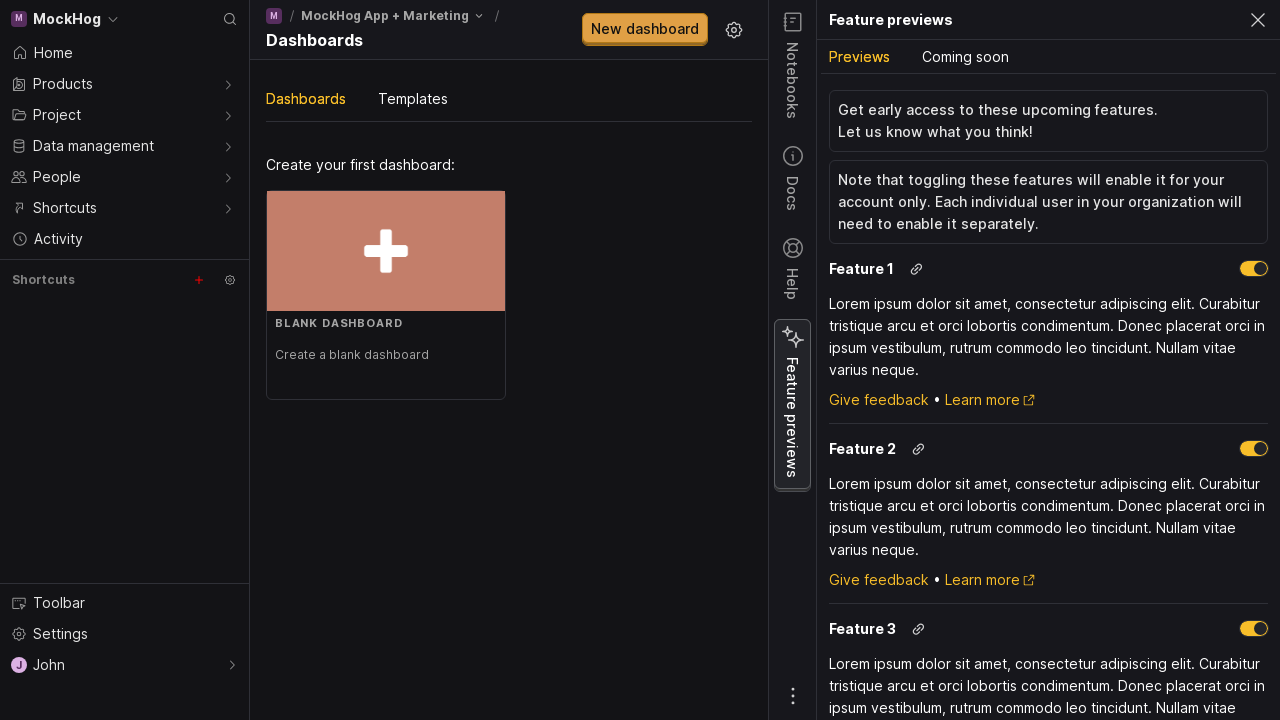 M MockHog
Home
Products
Project
Data management
People
Shortcuts
Activity
Shortcuts
Toolbar
Settings
J John
M / MockHog App + Marketing /
Dashboards
New dashboard
Dashboards Templates
Create your first dashboard:
BLANK DASHBOARD
Create a blank dashboard
Notebooks
Docs
Help
Feature previews
Feature previews
Previews Coming soon
Get early access to these upcoming features.
Let us know what you think!
Note that toggling these features will enable it for your
account only. Each individual user in your organization will
need to enable it separately.
Feature 1
Lorem ipsum dolor sit amet, consectetur adipiscing elit. Curabitur
tristique arcu et orci lobortis condimentum. Donec placerat orci in
ipsum vestibulum, rutrum commodo leo tincidunt. Nullam vitae
varius neque.
Give feedback • Learn more
Feature 2
Lorem ipsum dolor sit amet, consectetur adipiscing elit. Curabitur
tristique arcu et orci lobortis condimentum. Donec placerat orci in
ipsum vestibulum, rutrum commodo leo tincidunt. Nullam vitae
varius neque.
Give feedback • Learn more
Feature 3
Lorem ipsum dolor sit amet, consectetur adipiscing elit. Curabitur
tristique arcu et orci lobortis condimentum. Donec placerat orci in
ipsum vestibulum, rutrum commodo leo tincidunt. Nullam vitae